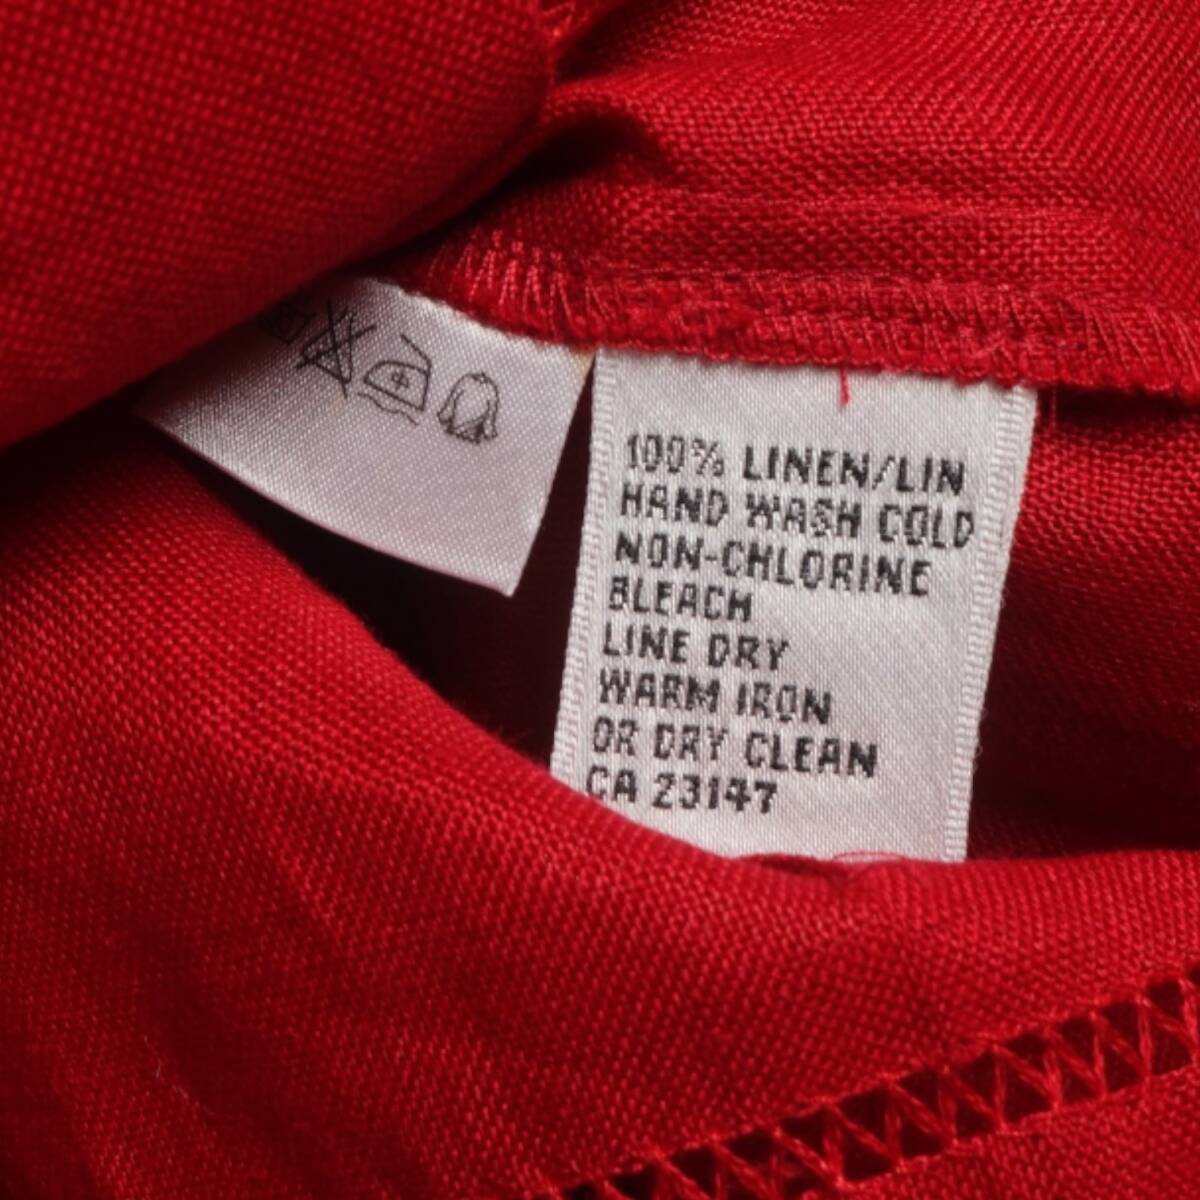 100% LINEN/LIN
HAND WASH COLD
NON-CHLORINE
BLEACH
LINE DRY
WARM IRON
OR DRY CLEAN
CA 23147